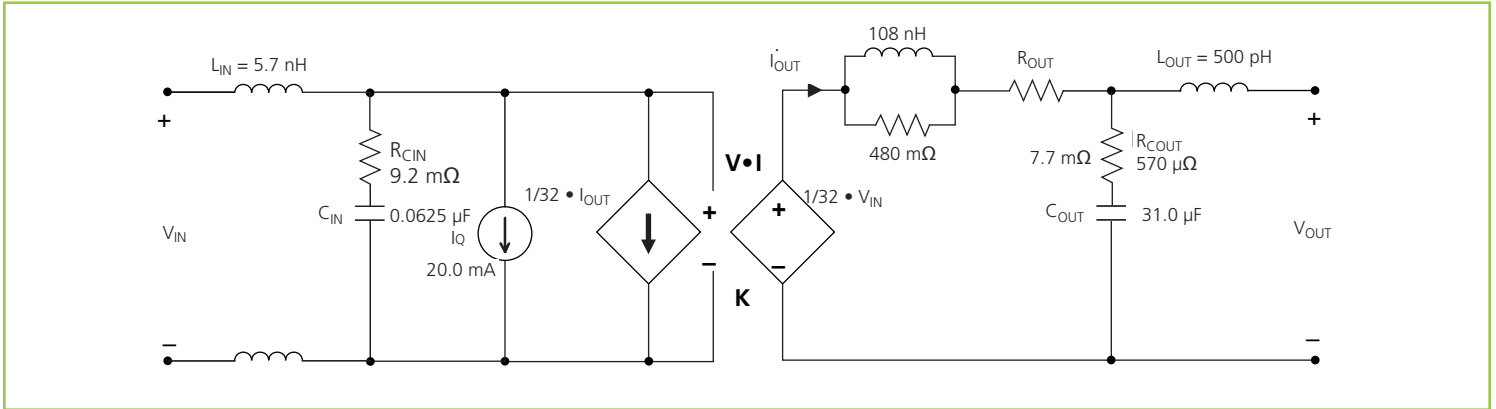 L_IN = 5.7 nH
+
R_CIN
9.2 mΩ
C_IN
0.0625 µF
V_IN
I_Q
20.0 mA
1/32 • I_OUT
V•I
+
–
K
+
1/32 • V_IN
–
I_OUT
108 nH
480 mΩ
R_OUT
L_OUT = 500 pH
+
7.7 mΩ
R_COUT
570 µΩ
C_OUT
31.0 µF
V_OUT
–
–